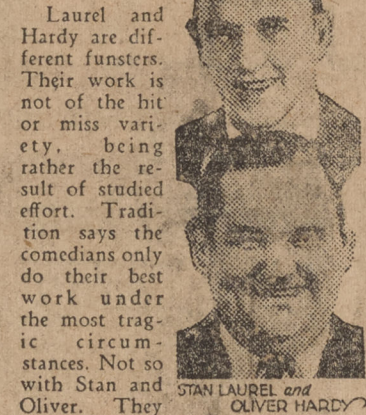 Laurel and
Hardy are dif-
ferent funsters.
Their work is
not of the hit
or miss vari-
ety, being
rather the re-
sult of studied
effort. Tradi-
tion says the
comedians only
do their best
work under
the most trag-
ic circum-
stances. Not so
with Stan and
Oliver. They
STAN LAUREL and
OLIVER HARDY